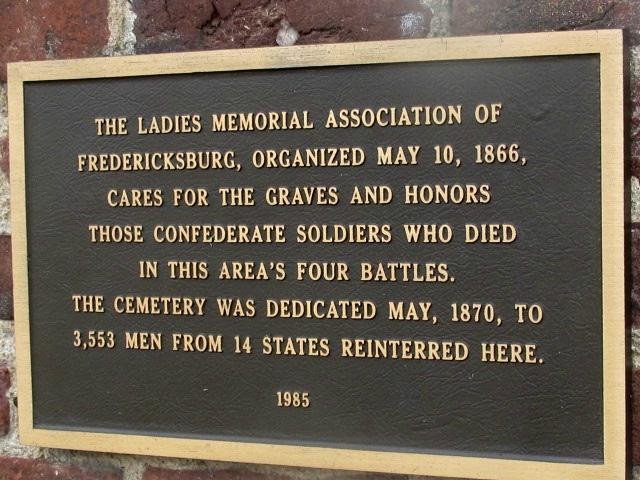 THE LADIES MEMORIAL ASSOCIATION OF
FREDERICKSBURG, ORGANIZED MAY 10, 1866,
CARES FOR THE GRAVES AND HONORS
THOSE CONFEDERATE SOLDIERS WHO DIED
IN THIS AREA'S FOUR BATTLES.
THE CEMETERY WAS DEDICATED MAY, 1870, TO
3,553 MEN FROM 14 STATES REINTERRED HERE.
1985